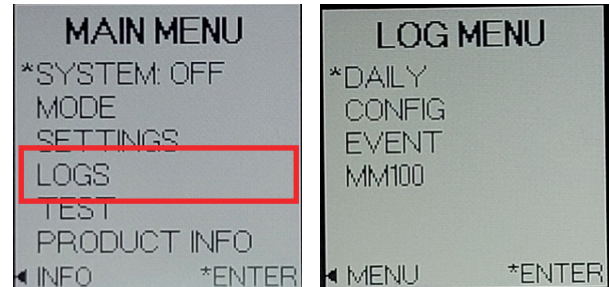 MAIN MENU
*SYSTEM: OFF
MODE
SETTINGS
LOGS
TEST
PRODUCT INFO
◄ INFO *ENTER
LOG MENU
*DAILY
CONFIG
EVENT
MM100
◄ MENU *ENTER